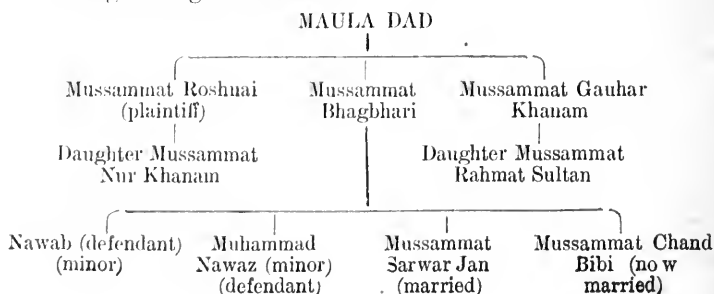 MAULA DAD
Mussammat Roshnai Mussammat Mussammat Gauhar
(plaintiff) Bhagbhari Khanam
Daughter Mussammat Daughter Mussammat
Nur Khanam Rahmat Sultan
Nawab (defendant) Muhammad Mussammat Mussammat Chand
(minor) Nawaz (minor) Sarwar Jan Bibi (now
(defendant) (married) married)